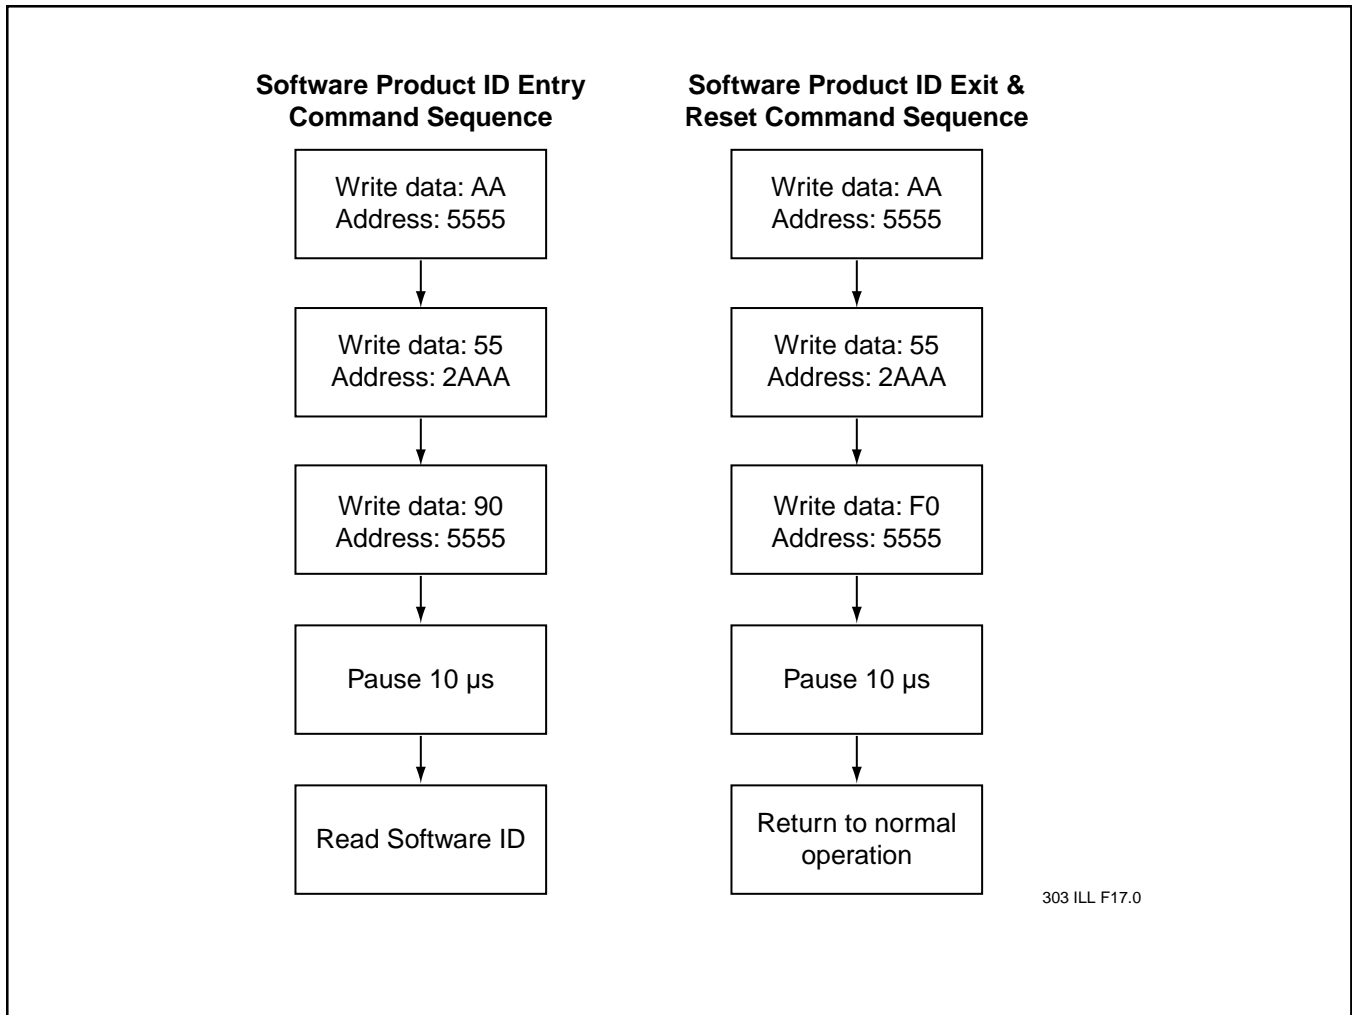 Software Product ID Entry
Command Sequence
Write data: AA
Address: 5555
Write data: 55
Address: 2AAA
Write data: 90
Address: 5555
Pause 10 µs
Read Software ID
Software Product ID Exit &
Reset Command Sequence
Write data: AA
Address: 5555
Write data: 55
Address: 2AAA
Write data: F0
Address: 5555
Pause 10 µs
Return to normal
operation
303 ILL F17.0